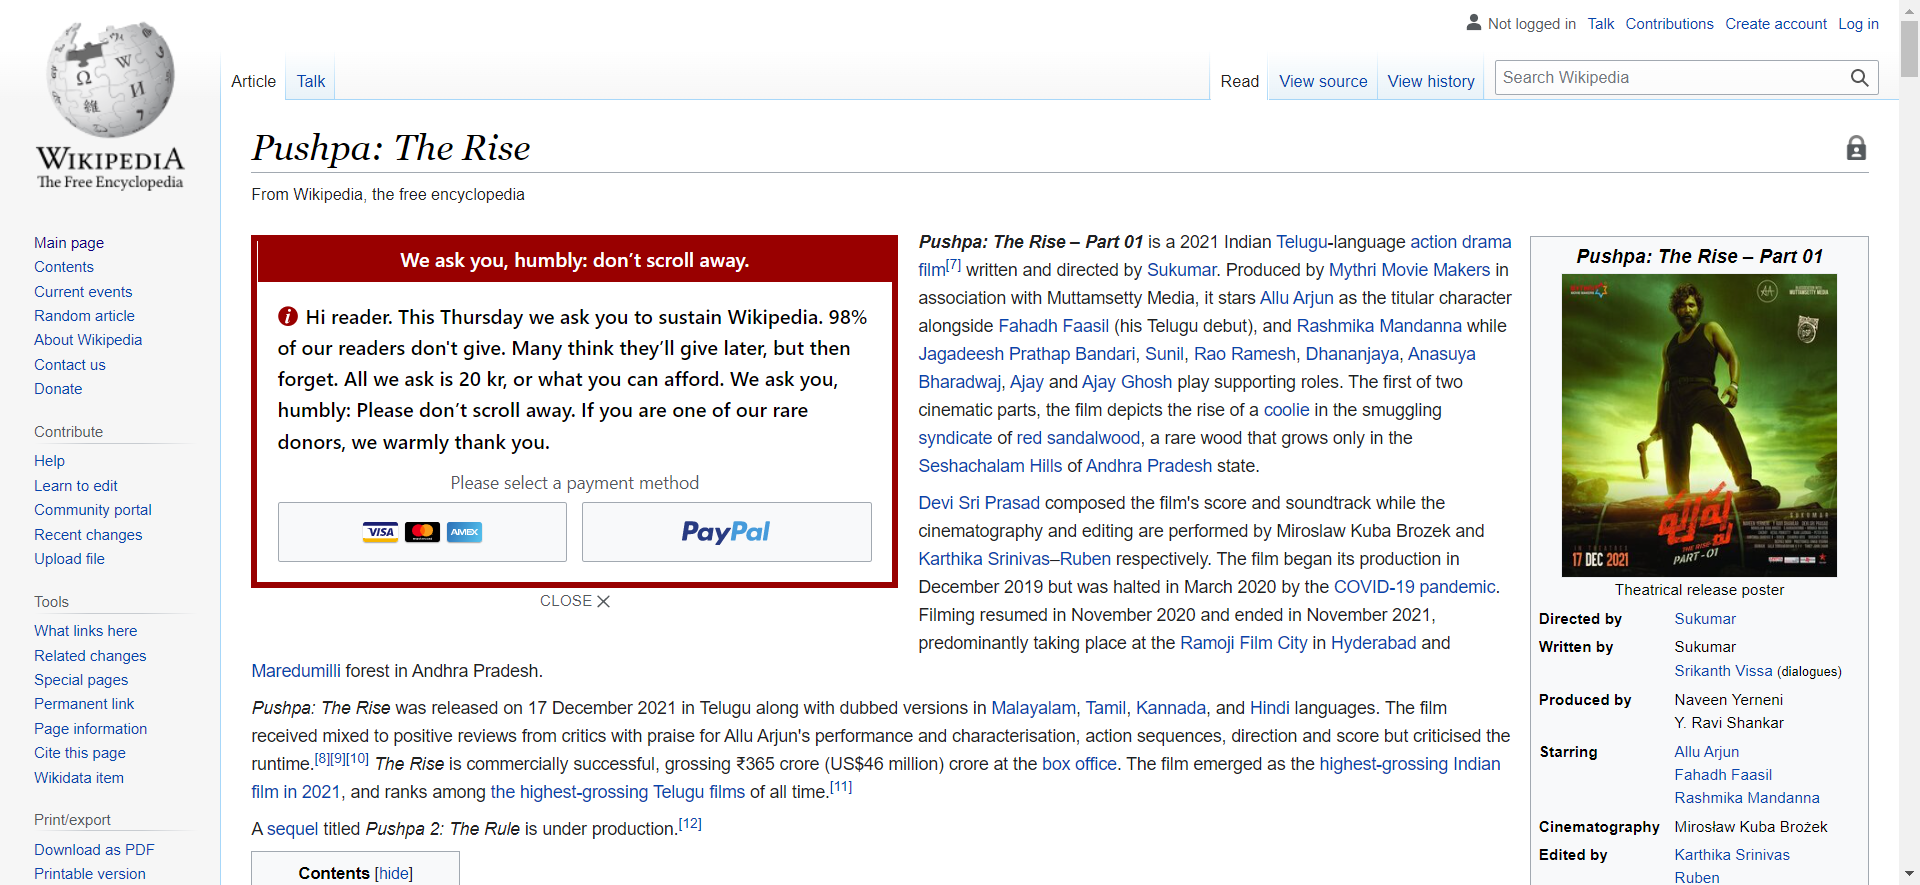 Not logged in Talk Contributions Create account Log in
Article Talk
Read View source View history
Search Wikipedia
WIKIPEDIA
The Free Encyclopedia
Main page
Contents
Current events
Random article
About Wikipedia
Contact us
Donate
Contribute
Help
Learn to edit
Community portal
Recent changes
Upload file
Tools
What links here
Related changes
Special pages
Permanent link
Page information
Cite this page
Wikidata item
Print/export
Download as PDF
Printable version
Pushpa: The Rise
From Wikipedia, the free encyclopedia
We ask you, humbly: don’t scroll away.
Hi reader. This Thursday we ask you to sustain Wikipedia. 98%
of our readers don't give. Many think they’ll give later, but then
forget. All we ask is 20 kr, or what you can afford. We ask you,
humbly: Please don’t scroll away. If you are one of our rare
donors, we warmly thank you.
Please select a payment method
VISA mastercard AMEX
PayPal
CLOSE
Pushpa: The Rise – Part 01 is a 2021 Indian Telugu-language action drama
film[7] written and directed by Sukumar. Produced by Mythri Movie Makers in
association with Muttamsetty Media, it stars Allu Arjun as the titular character
alongside Fahadh Faasil (his Telugu debut), and Rashmika Mandanna while
Jagadeesh Prathap Bandari, Sunil, Rao Ramesh, Dhananjaya, Anasuya
Bharadwaj, Ajay and Ajay Ghosh play supporting roles. The first of two
cinematic parts, the film depicts the rise of a coolie in the smuggling
syndicate of red sandalwood, a rare wood that grows only in the
Seshachalam Hills of Andhra Pradesh state.
Devi Sri Prasad composed the film's score and soundtrack while the
cinematography and editing are performed by Miroslaw Kuba Brozek and
Karthika Srinivas–Ruben respectively. The film began its production in
December 2019 but was halted in March 2020 by the COVID-19 pandemic.
Filming resumed in November 2020 and ended in November 2021,
predominantly taking place at the Ramoji Film City in Hyderabad and
Maredumilli forest in Andhra Pradesh.
Pushpa: The Rise was released on 17 December 2021 in Telugu along with dubbed versions in Malayalam, Tamil, Kannada, and Hindi languages. The film
received mixed to positive reviews from critics with praise for Allu Arjun's performance and characterisation, action sequences, direction and score but criticised the
runtime.[8][9][10] The Rise is commercially successful, grossing ₹365 crore (US$46 million) crore at the box office. The film emerged as the highest-grossing Indian
film in 2021, and ranks among the highest-grossing Telugu films of all time.[11]
A sequel titled Pushpa 2: The Rule is under production.[12]
Contents [hide]
Pushpa: The Rise – Part 01
MUTTAMSETTY MEDIA
DSP
SUKUMAR
పుష్ప
THE RISE
PART-01
IN THEATRES
17 DEC 2021
Theatrical release poster
Directed by Sukumar
Written by Sukumar
Srikanth Vissa (dialogues)
Produced by Naveen Yerneni
Y. Ravi Shankar
Starring Allu Arjun
Fahadh Faasil
Rashmika Mandanna
Cinematography Mirosław Kuba Brożek
Edited by Karthika Srinivas
Ruben